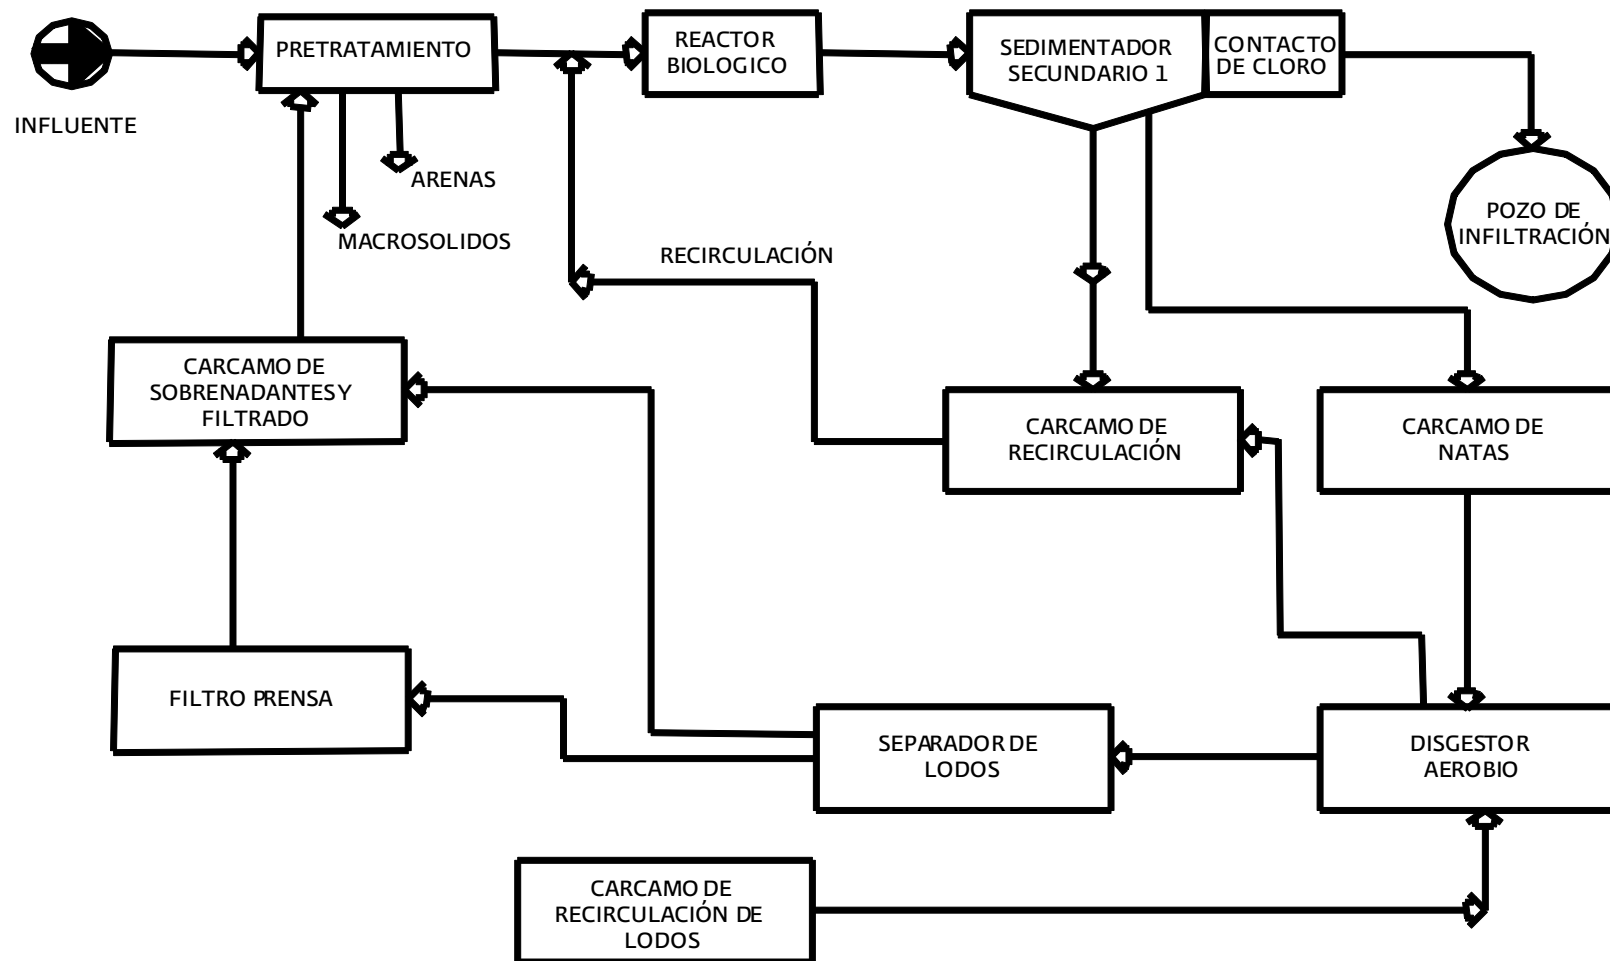 PRETRATAMIENTO
REACTOR
BIOLOGICO
SEDIMENTADOR
SECUNDARIO 1
CONTACTO
DE CLORO
INFLUENTE
ARENAS
MACROSOLIDOS
POZO DE
INFILTRACIÓN
RECIRCULACIÓN
CARCAMO DE
SOBRENADANTES Y
FILTRADO
CARCAMO DE
RECIRCULACIÓN
CARCAMO DE
NATAS
FILTRO PRENSA
SEPARADOR DE
LODOS
DISGESTOR
AEROBIO
CARCAMO DE
RECIRCULACIÓN DE
LODOS